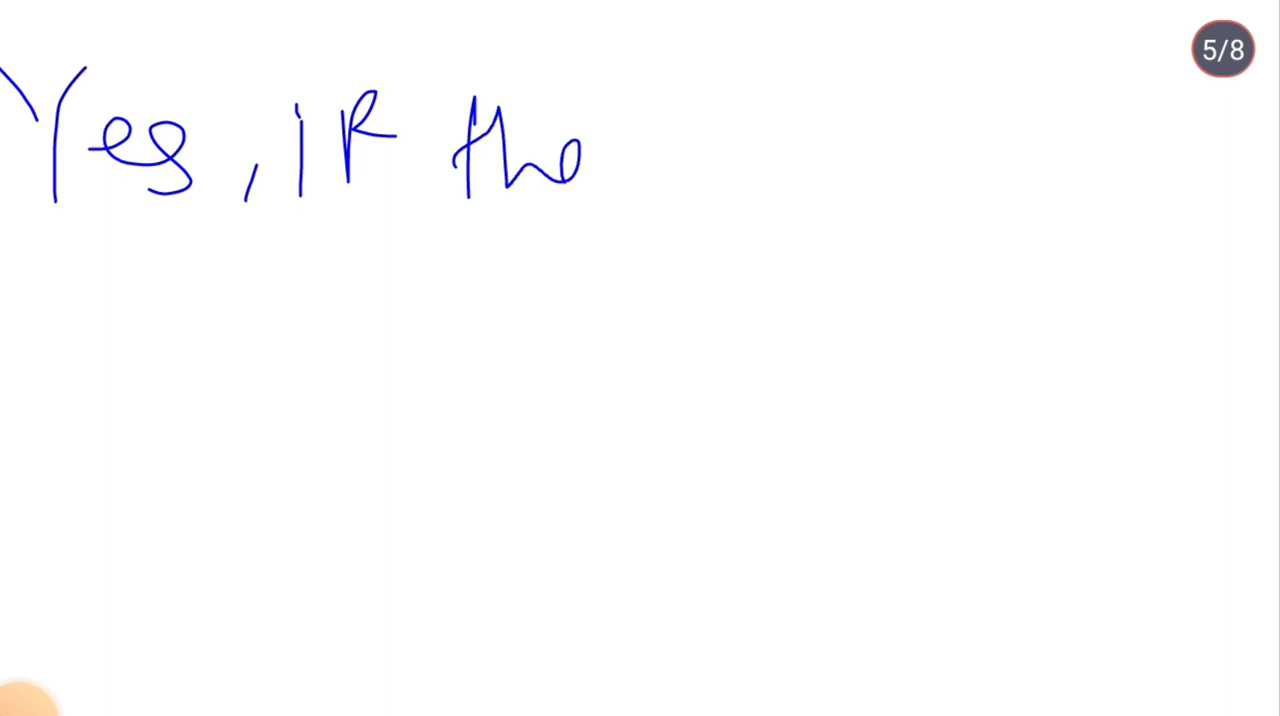 5/8
Yes, if the